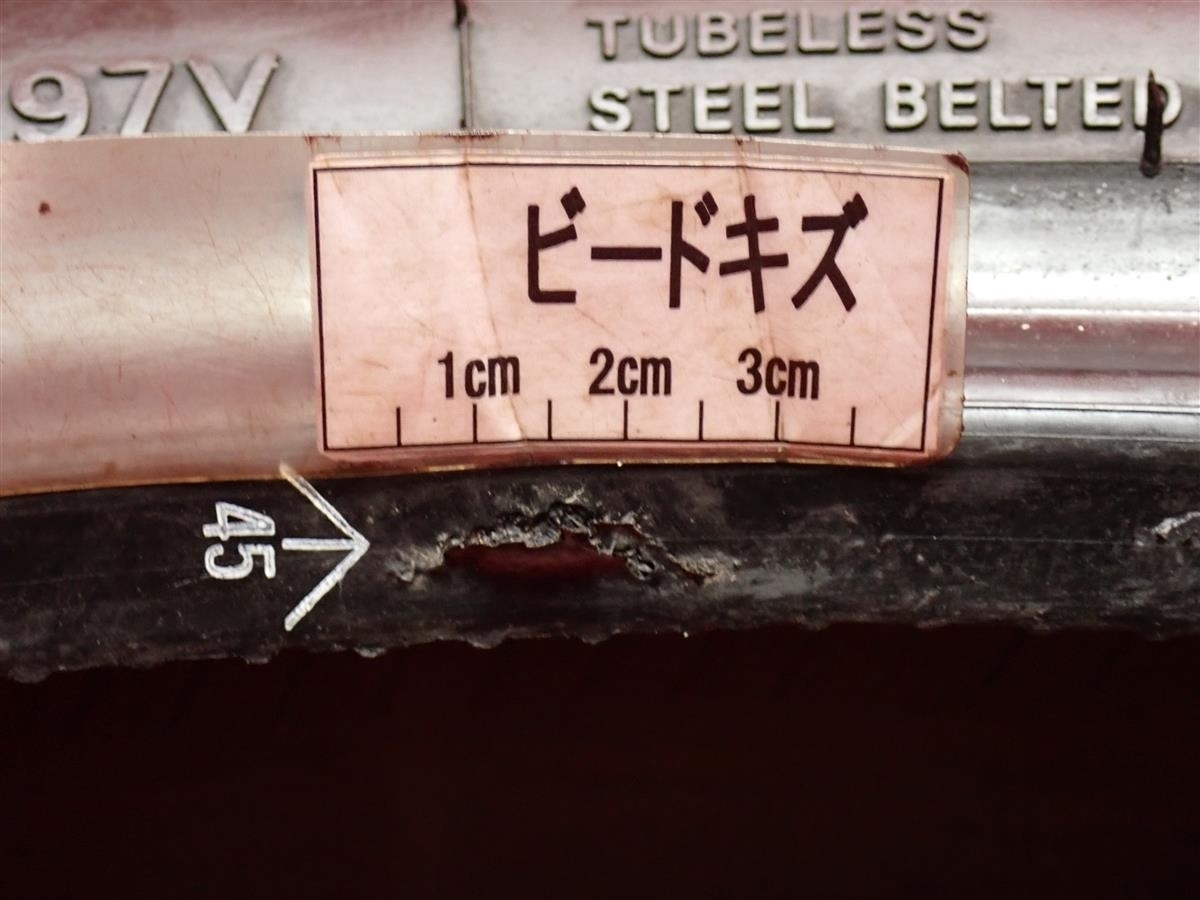 97V
TUBELESS
STEEL BELTED
ビードキズ
1cm 2cm 3cm
45